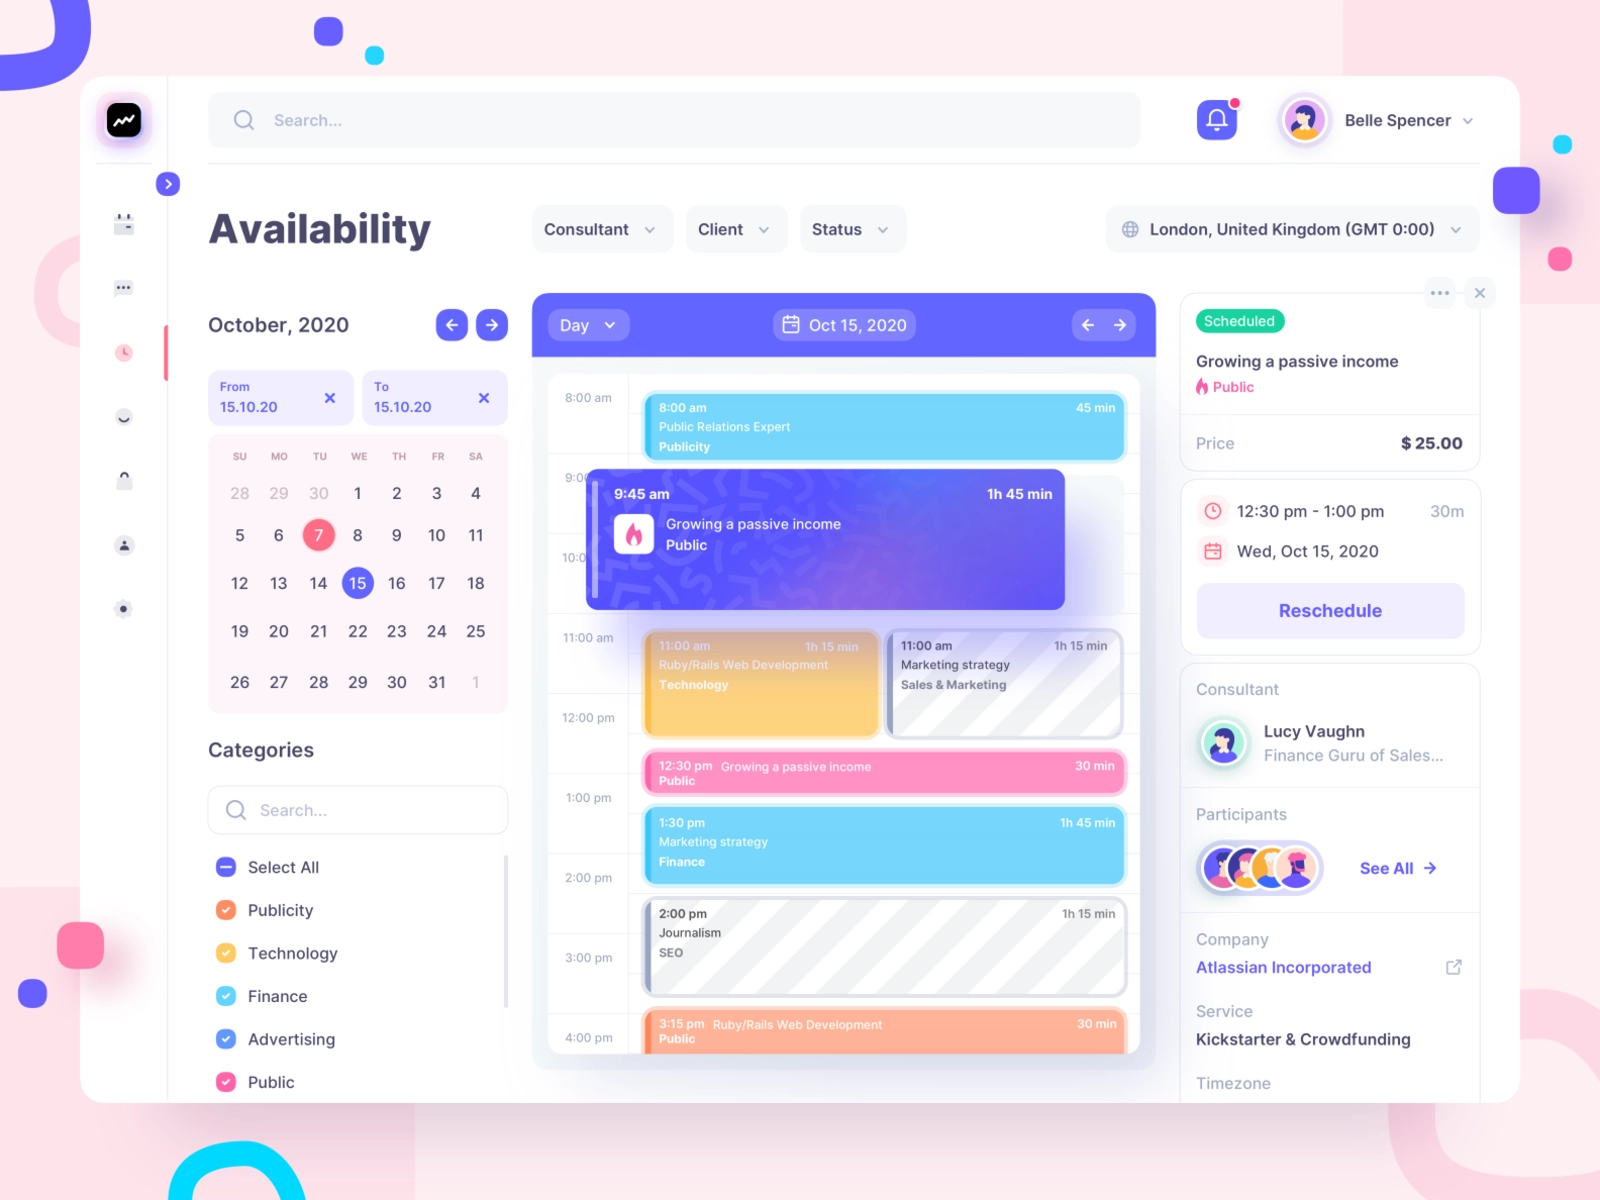 Search...
Belle Spencer
Availability
Consultant
Client
Status
London, United Kingdom (GMT 0:00)
October, 2020
From
15.10.20
To
15.10.20
SU MO TU WE TH FR SA
28 29 30 1 2 3 4
5 6 7 8 9 10 11
12 13 14 15 16 17 18
19 20 21 22 23 24 25
26 27 28 29 30 31 1
Categories
Search...
Select All
Publicity
Technology
Finance
Advertising
Public
Day
Oct 15, 2020
8:00 am
8:00 am 45 min
Public Relations Expert
Publicity
9:00
9:45 am 1h 45 min
Growing a passive income
Public
10:0
11:00 am
11:00 am 1h 15 min
Ruby/Rails Web Development
Technology
11:00 am 1h 15 min
Marketing strategy
Sales & Marketing
12:00 pm
12:30 pm Growing a passive income 30 min
Public
1:00 pm
1:30 pm 1h 45 min
Marketing strategy
Finance
2:00 pm
2:00 pm 1h 15 min
Journalism
SEO
3:00 pm
3:15 pm Ruby/Rails Web Development 30 min
Public
4:00 pm
Scheduled
Growing a passive income
Public
Price $ 25.00
12:30 pm - 1:00 pm 30m
Wed, Oct 15, 2020
Reschedule
Consultant
Lucy Vaughn
Finance Guru of Sales...
Participants
See All
Company
Atlassian Incorporated
Service
Kickstarter & Crowdfunding
Timezone